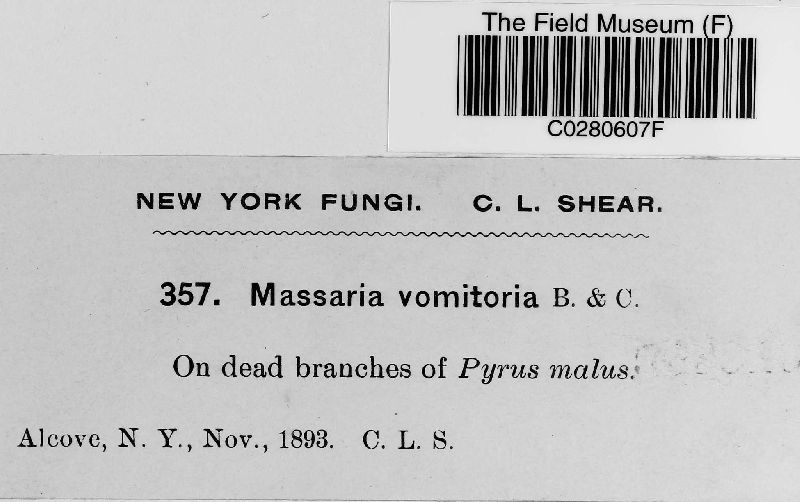 The Field Museum (F)
C0280607F
NEW YORK FUNGI. C. L. SHEAR.
357. Massaria vomitoria B. & C.
On dead branches of Pyrus malus.
Alcove, N. Y., Nov., 1893. C. L. S.